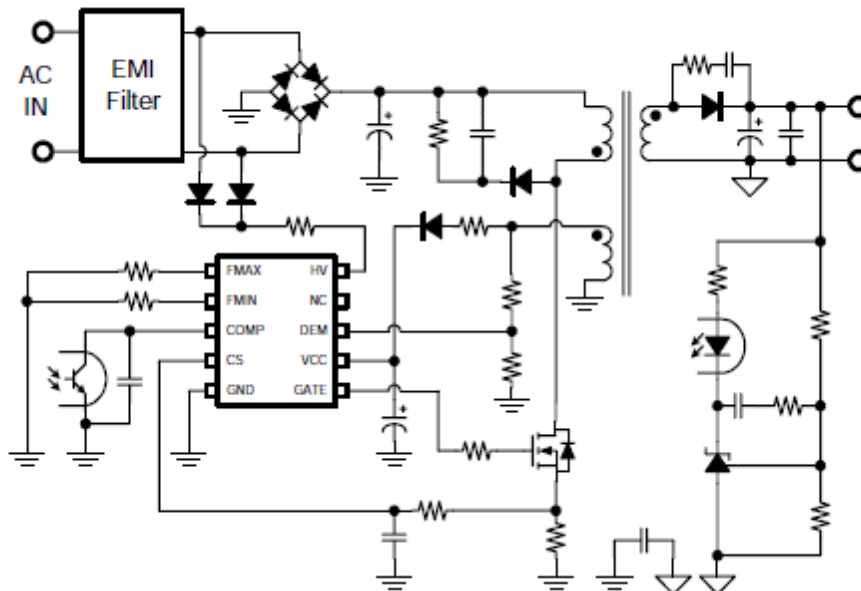 AC
IN
EMI
Filter
FMAX
HV
FMIN
NC
COMP
DEM
CS
VCC
GND
GATE
+
+
+